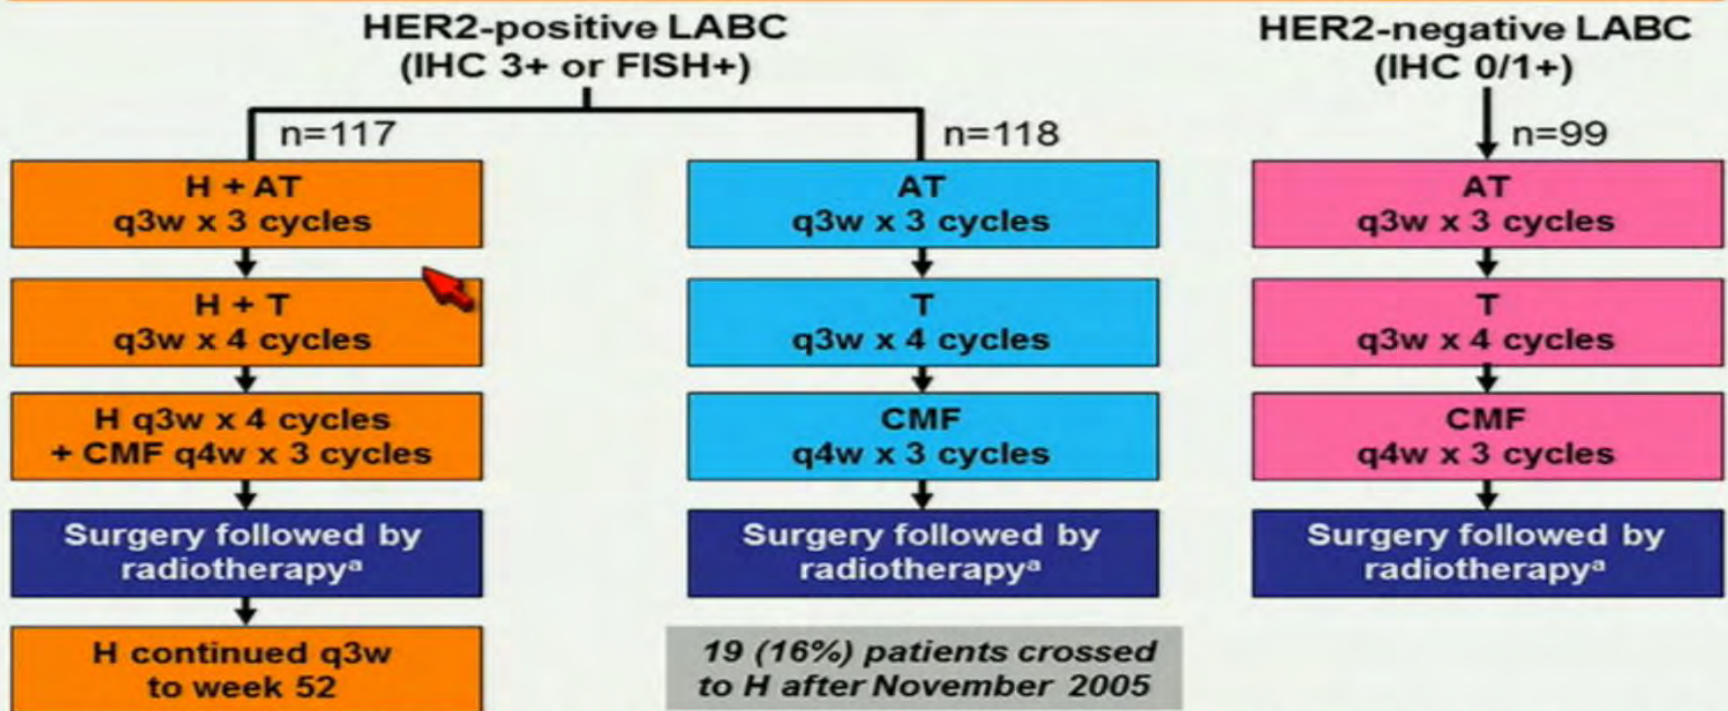 HER2-positive LABC
(IHC 3+ or FISH+)
HER2-negative LABC
(IHC 0/1+)
n=117
n=118
n=99
H + AT
q3w x 3 cycles
H + T
q3w x 4 cycles
H q3w x 4 cycles
+ CMF q4w x 3 cycles
Surgery followed by
radiotherapyᵃ
H continued q3w
to week 52
AT
q3w x 3 cycles
T
q3w x 4 cycles
CMF
q4w x 3 cycles
Surgery followed by
radiotherapyᵃ
19 (16%) patients crossed
to H after November 2005
AT
q3w x 3 cycles
T
q3w x 4 cycles
CMF
q4w x 3 cycles
Surgery followed by
radiotherapyᵃ